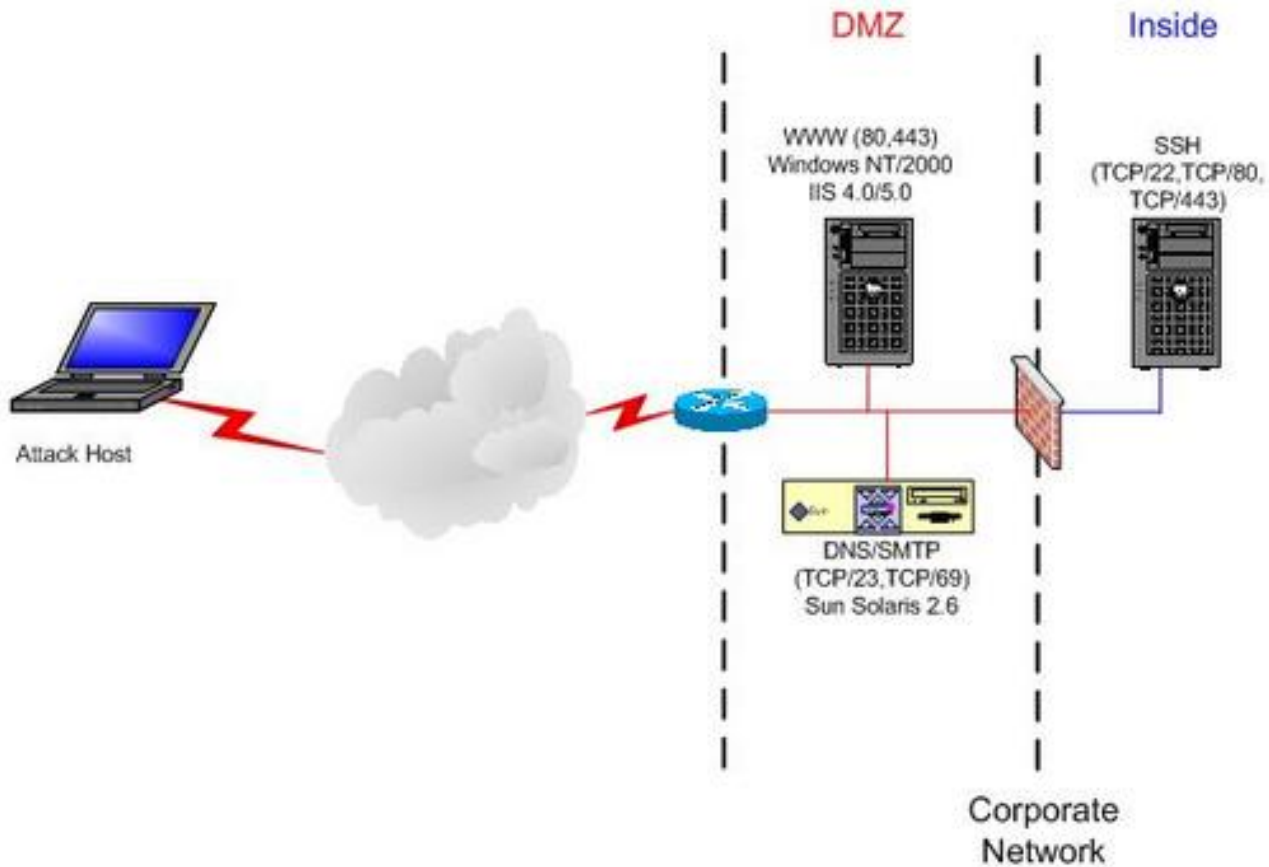 DMZ
Inside
WWW (80,443)
Windows NT/2000
IIS 4.0/5.0
SSH
(TCP/22,TCP/80,
TCP/443)
Attack Host
Sun
DNS/SMTP
(TCP/23,TCP/69)
Sun Solaris 2.6
Corporate
Network